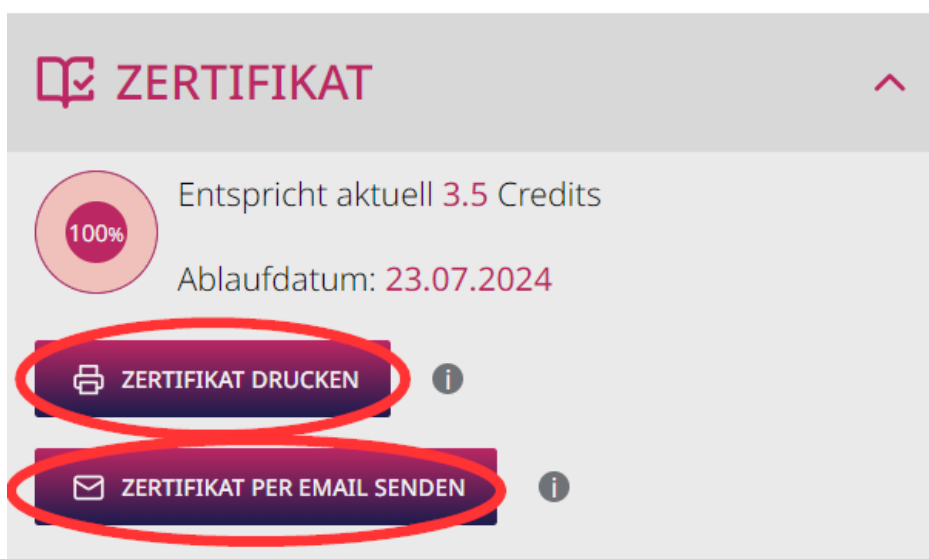 ZERTIFIKAT
Entspricht aktuell 3.5 Credits
100%
Ablaufdatum: 23.07.2024
ZERTIFIKAT DRUCKEN i
ZERTIFIKAT PER EMAIL SENDEN i